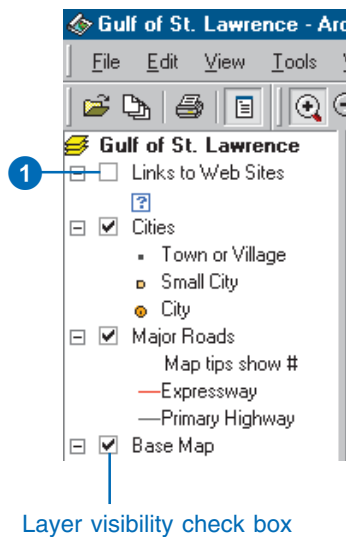 Gulf of St. Lawrence - Arc
File Edit View Tools
Gulf of St. Lawrence
1 Links to Web Sites
?
Cities
Town or Village
Small City
City
Major Roads
Map tips show #
Expressway
Primary Highway
Base Map
Layer visibility check box